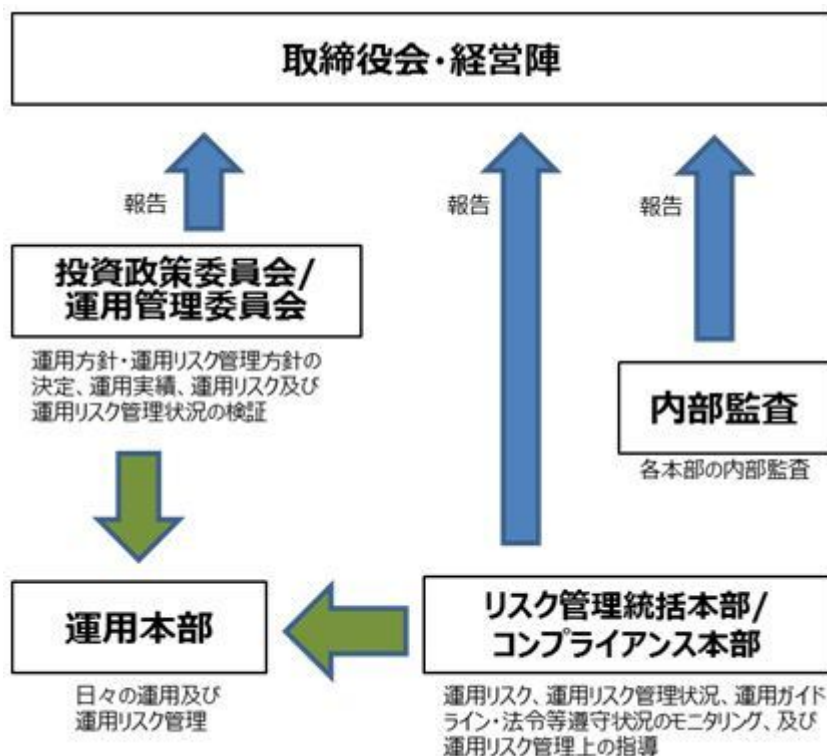 取締役会・経営陣
報告
報告
報告
投資政策委員会/
運用管理委員会
運用方針・運用リスク管理方針の
決定、運用実績、運用リスク及び
運用リスク管理状況の検証
内部監査
各本部の内部監査
運用本部
日々の運用及び
運用リスク管理
リスク管理統括本部/
コンプライアンス本部
運用リスク、運用リスク管理状況、運用ガイド
ライン・法令等遵守状況のモニタリング、及び
運用リスク管理上の指導